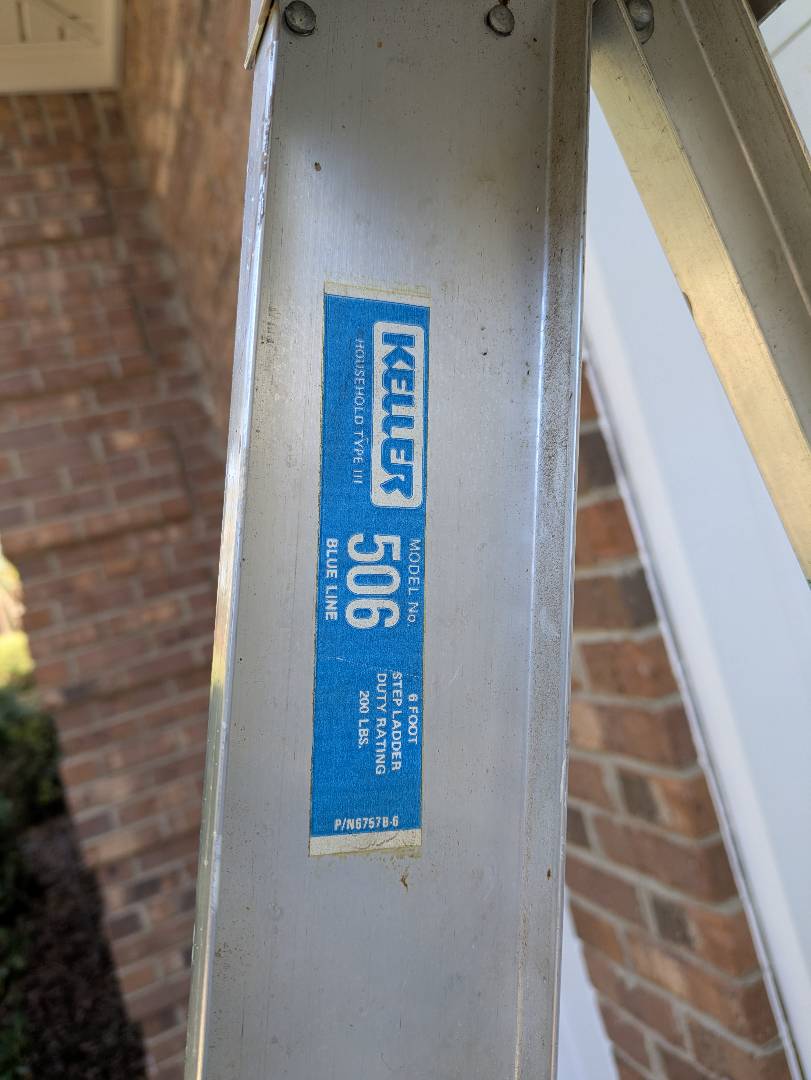 KELLER
HOUSEHOLD TYPE III
MODEL No.
506
BLUE LINE
6 FOOT
STEP LADDER
DUTY RATING
200 LBS.
P/N6757B-6